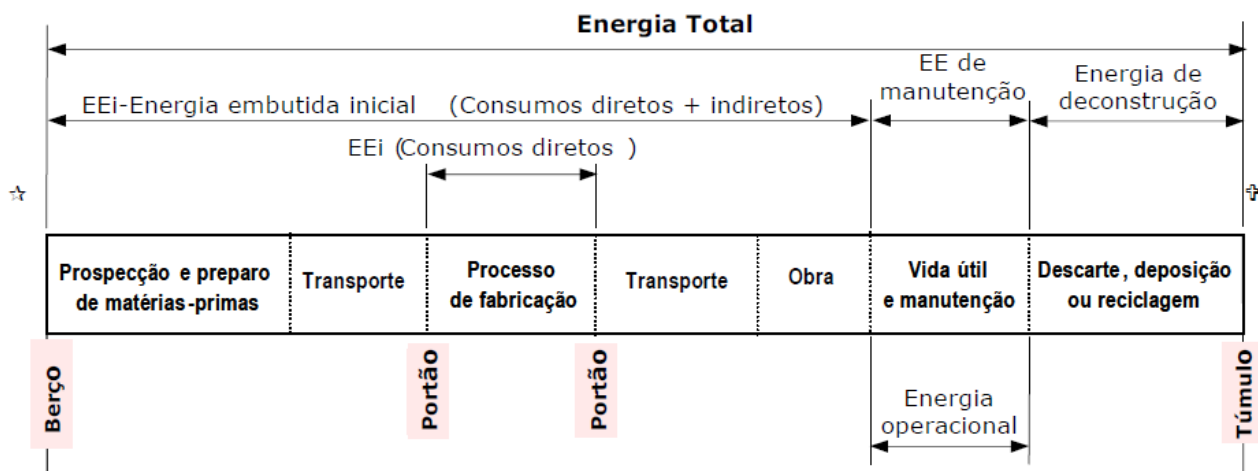 Energia Total
EEi-Energia embutida inicial (Consumos diretos + indiretos)
EE de
manutenção
Energia de
deconstrução
EEi (Consumos diretos )
Prospecção e preparo
de matérias-primas
Transporte
Processo
de fabricação
Transporte
Obra
Vida útil
e manutenção
Descarte, deposição
ou reciclagem
Berço
Portão
Portão
Energia
operacional
Túmulo